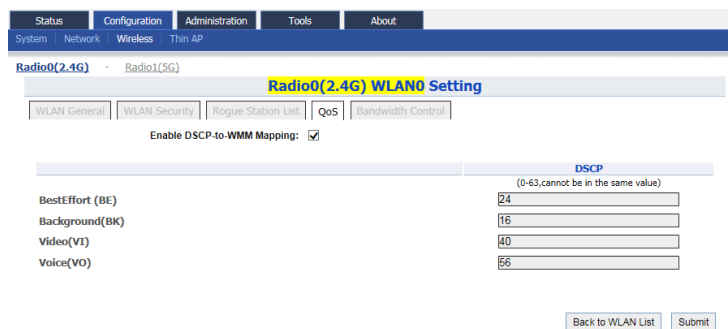 Status Configuration Administration Tools About
System Network Wireless Thin AP
Radio0(2.4G) - Radio1(5G)
Radio0(2.4G) WLAN0 Setting
WLAN General WLAN Security Rogue Station List QoS Bandwidth Control
Enable DSCP-to-WMM Mapping:
DSCP
(0-63,cannot be in the same value)
BestEffort (BE) 24
Background(BK) 16
Video(VI) 40
Voice(VO) 56
Back to WLAN List Submit